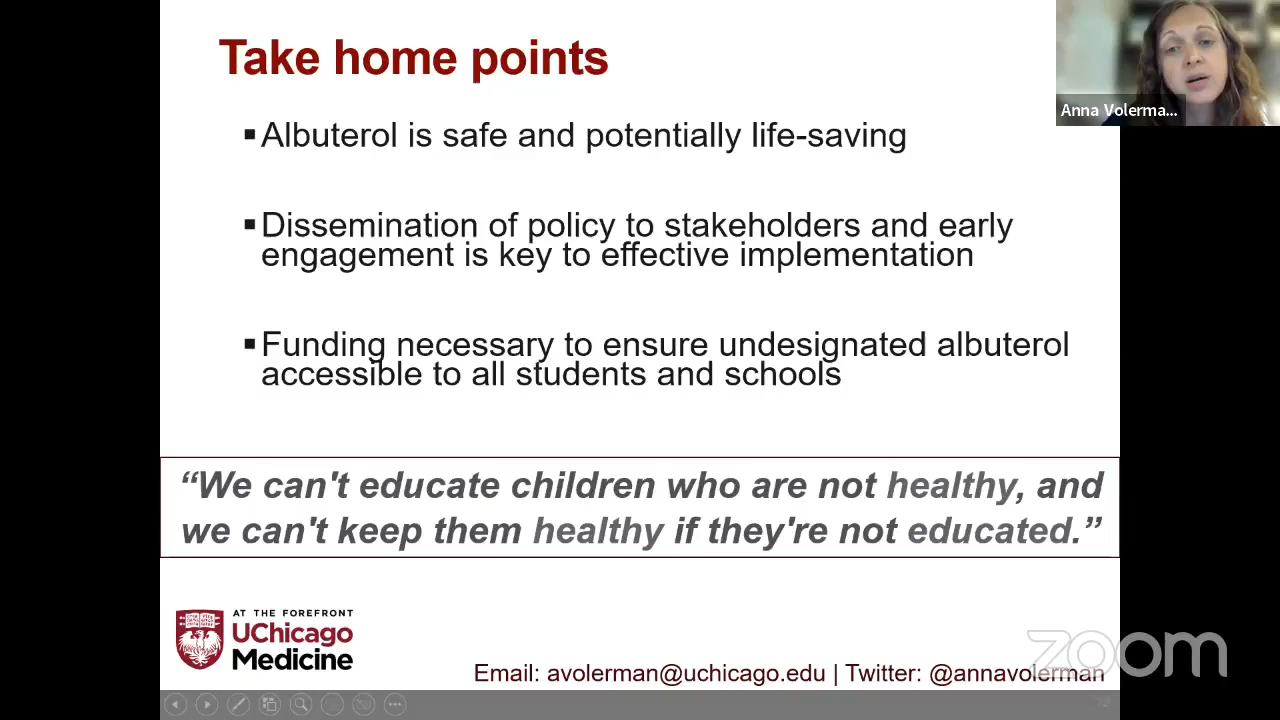 Take home points
Anna Volerma...
▪Albuterol is safe and potentially life-saving
▪Dissemination of policy to stakeholders and early
engagement is key to effective implementation
▪Funding necessary to ensure undesignated albuterol
accessible to all students and schools
“We can't educate children who are not healthy, and
we can't keep them healthy if they're not educated.”
AT THE FOREFRONT
UChicago
Medicine
Email: avolerman@uchicago.edu | Twitter: @annavolerman
zoom